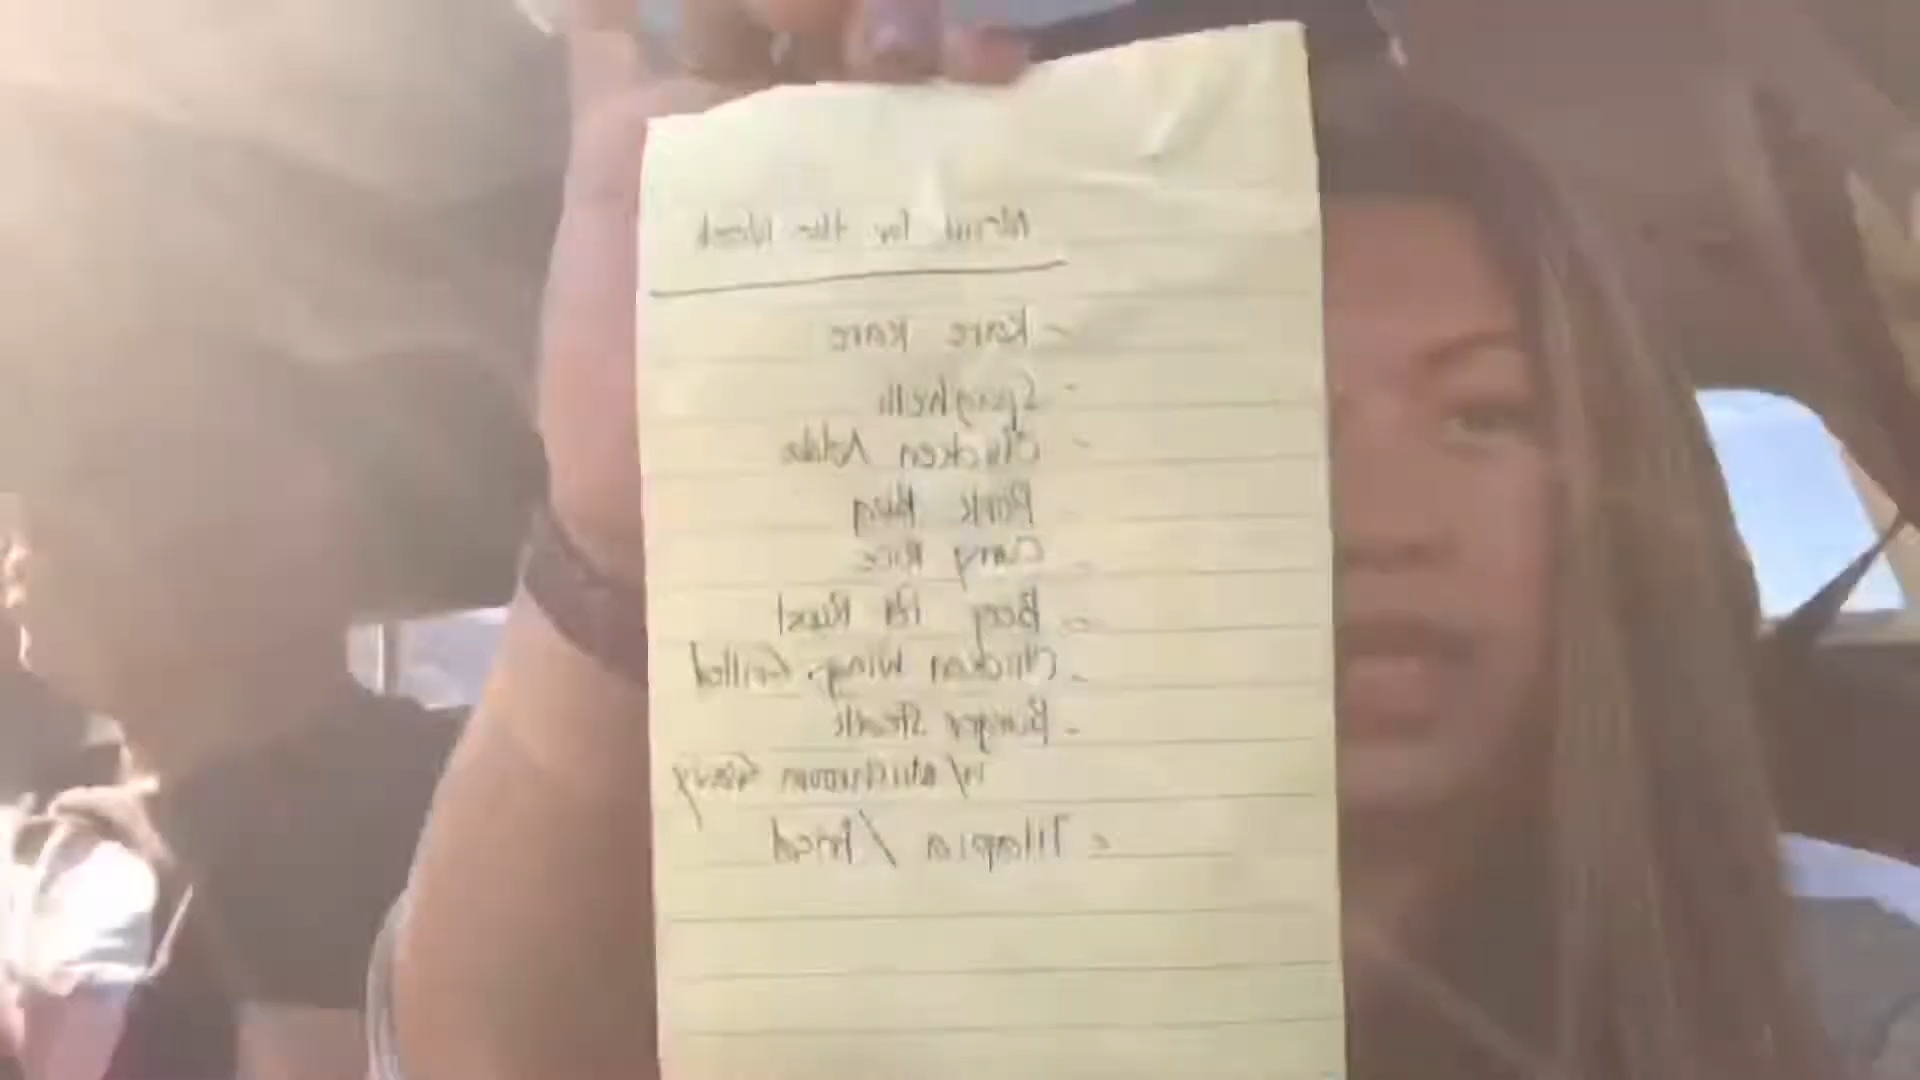 Menu for the Week
- Kare Kare
- Spaghetti
- Chicken Adobo
- Pork
- Curry Rice
- Beef Pot Roast
- Chicken Wings, Grilled
- Burger Steak
w/ Mushroom Gravy
- Tilapia / fried